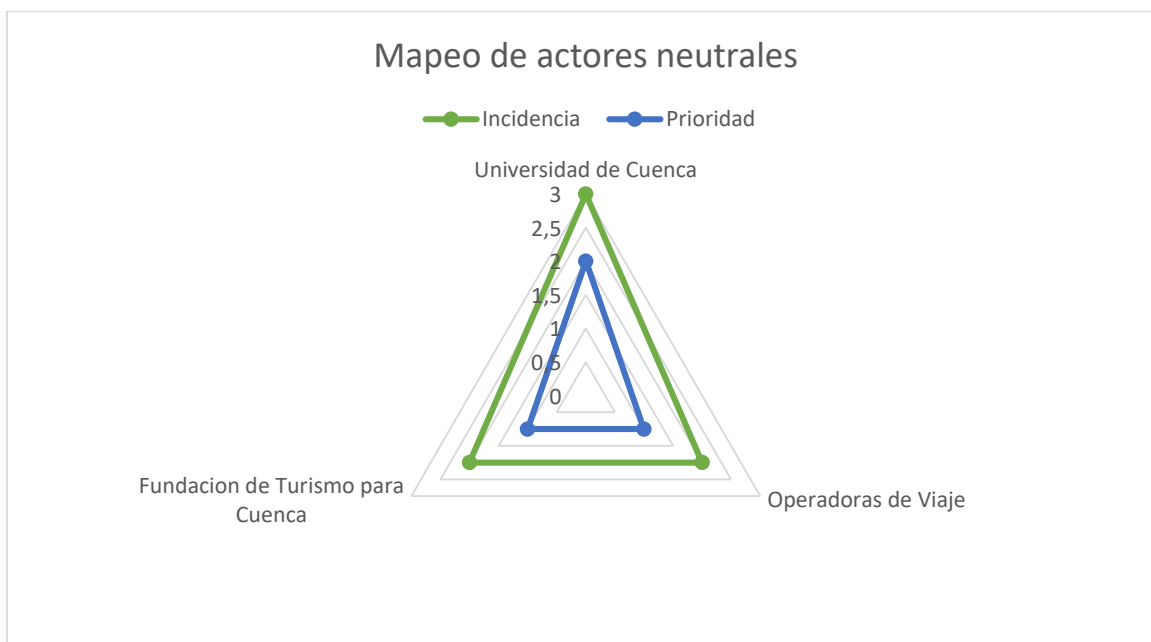 Mapeo de actores neutrales
Incidencia Prioridad
Universidad de Cuenca
3
2,5
2
1,5
1
0,5
0
Fundacion de Turismo para
Cuenca
Operadoras de Viaje